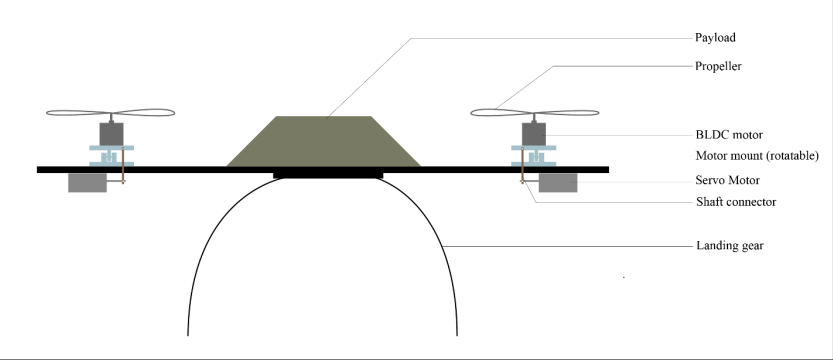 Payload
Propeller
BLDC motor
Motor mount (rotatable)
Servo Motor
Shaft connector
Landing gear